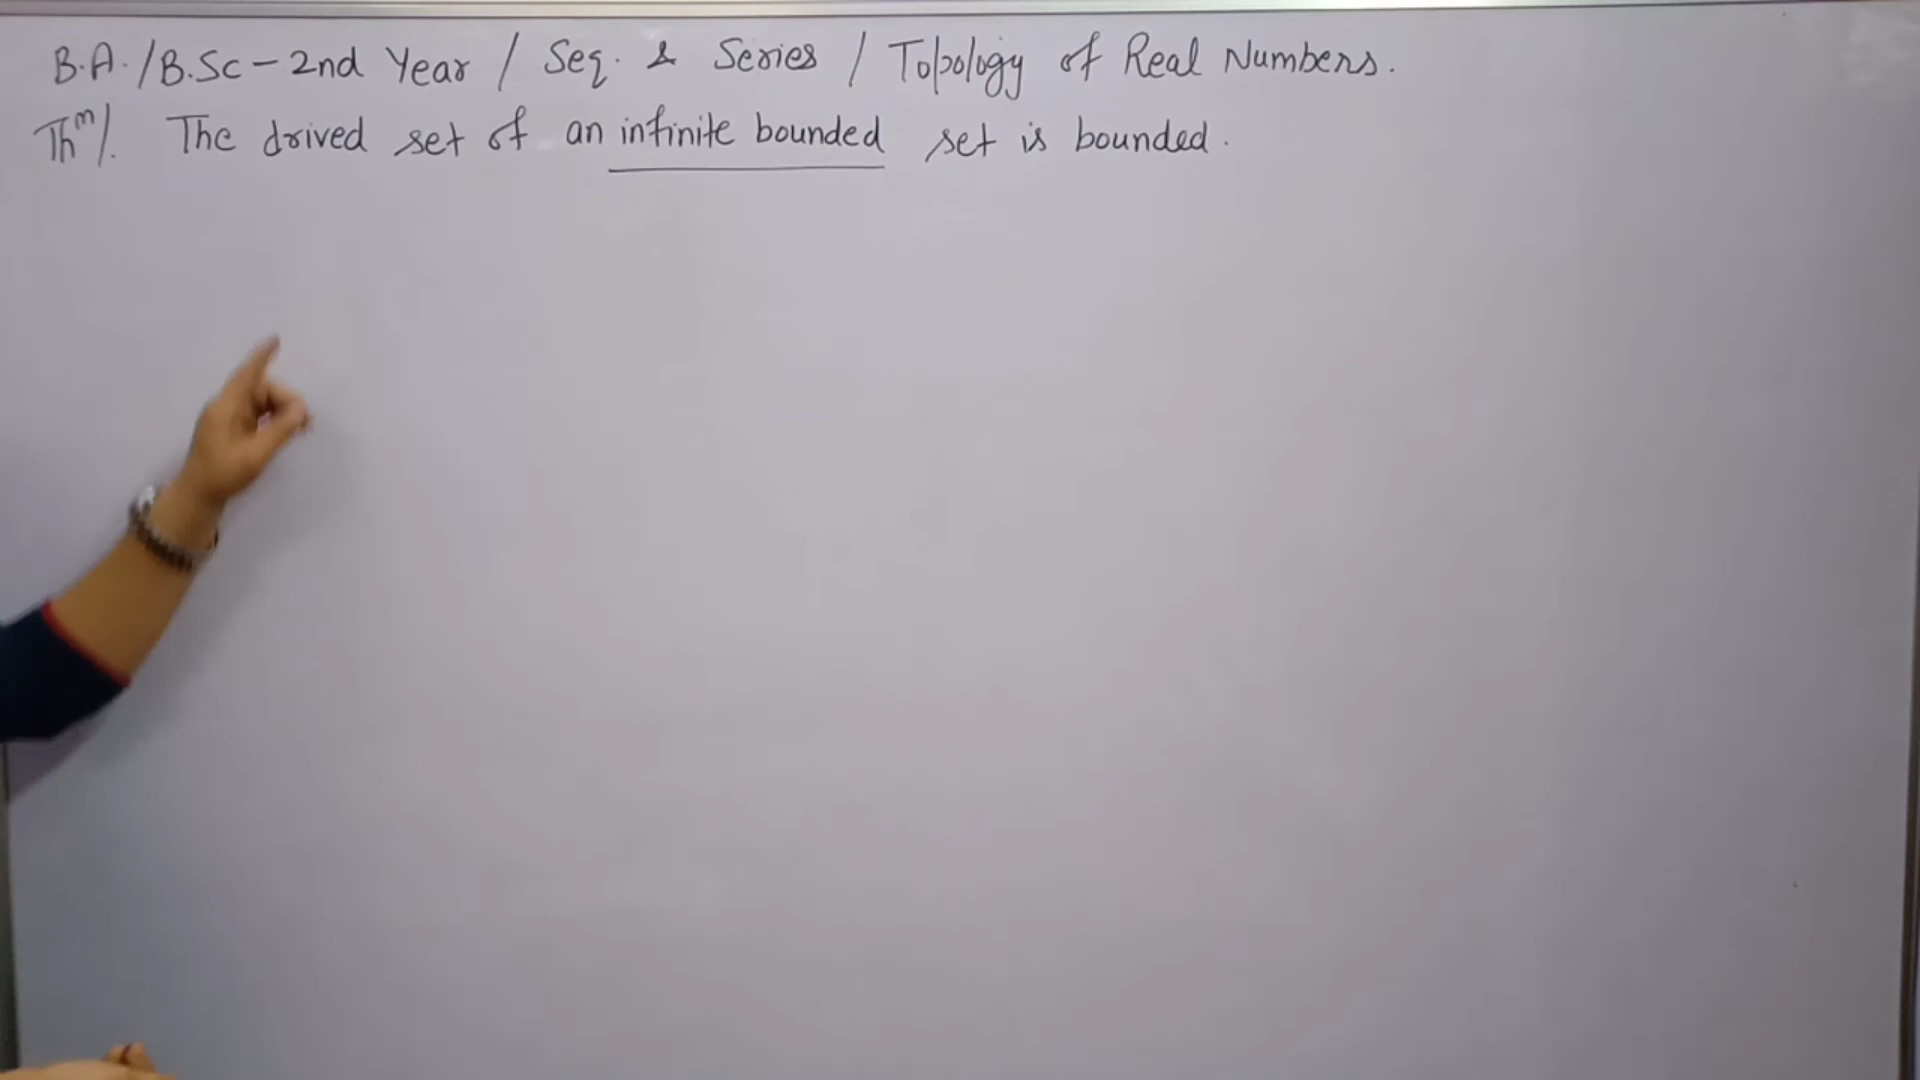 B.A./B.Sc - 2nd Year / Seq. & Series / Topology of Real Numbers.
Thm/. The drived set of an infinite bounded set is bounded.